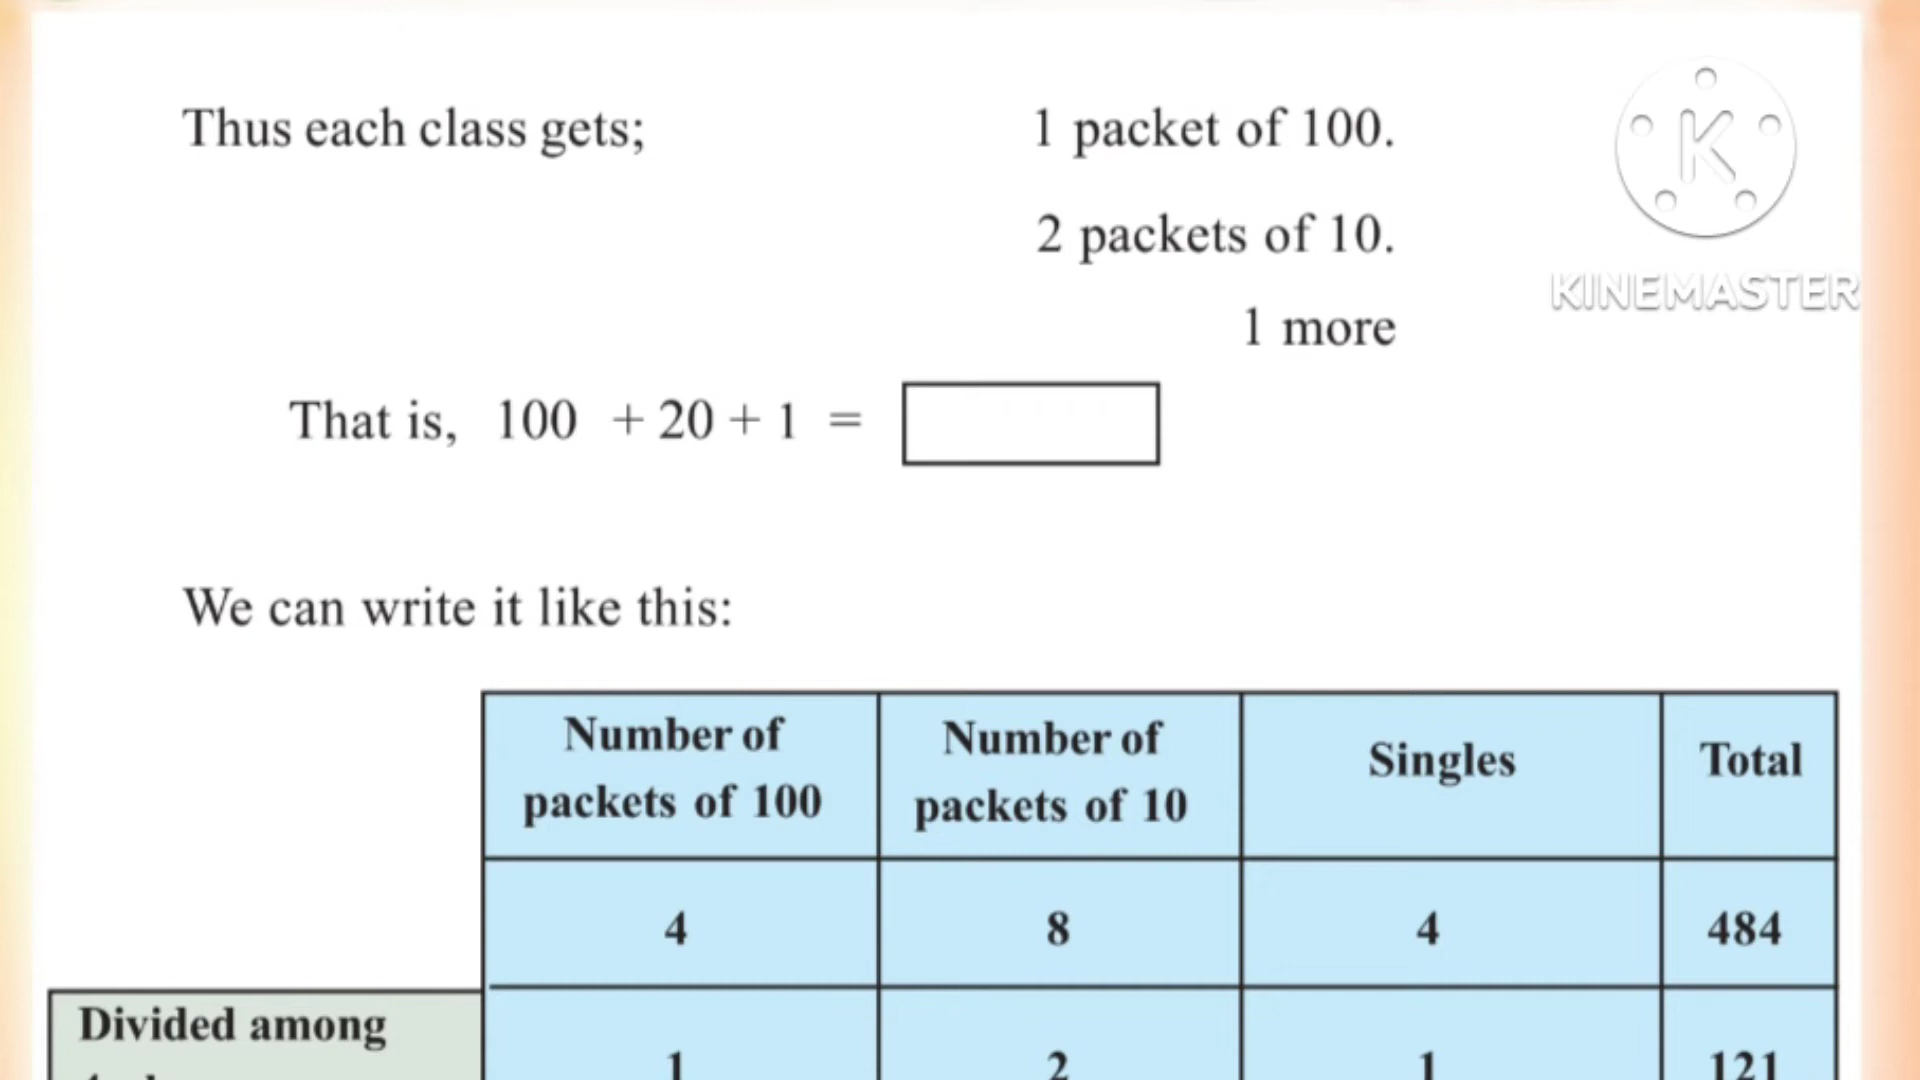 Thus each class gets; 1 packet of 100.
2 packets of 10.
1 more
That is, 100 + 20 + 1 =
We can write it like this:
Number of packets of 100 Number of packets of 10 Singles Total
4 8 4 484
Divided among 1 2 1 121
K
KINEMASTER